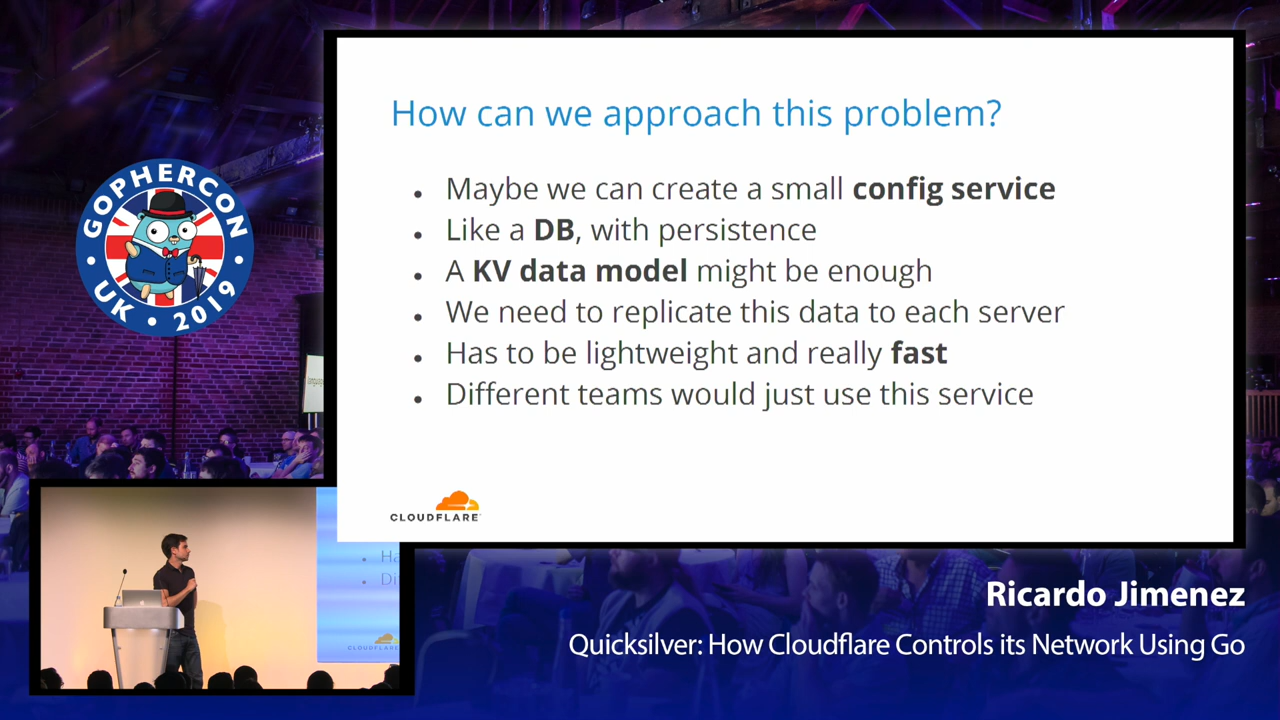 How can we approach this problem?
• Maybe we can create a small config service
• Like a DB, with persistence
• A KV data model might be enough
• We need to replicate this data to each server
• Has to be lightweight and really fast
• Different teams would just use this service
CLOUDFLARE
GOPHERCON
UK • 2019
• Ha
• Di
CLOUDFLARE
Ricardo Jimenez
Quicksilver: How Cloudflare Controls its Network Using Go